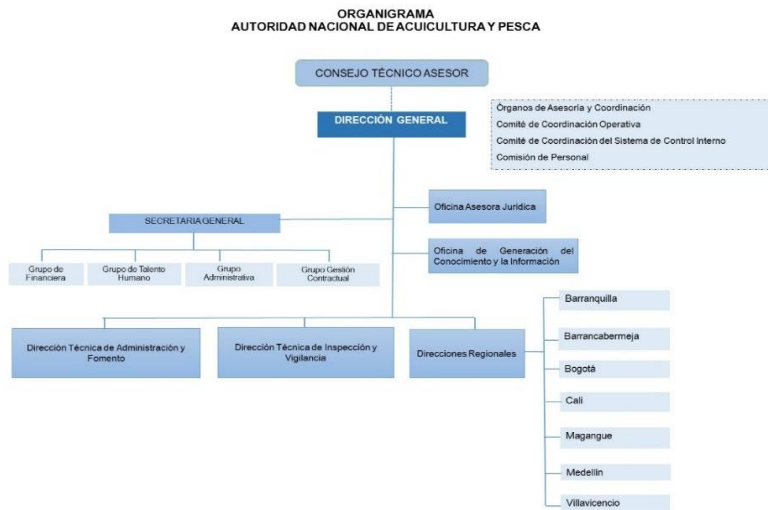 ORGANIGRAMA
AUTORIDAD NACIONAL DE ACUICULTURA Y PESCA
CONSEJO TÉCNICO ASESOR
DIRECCIÓN GENERAL
Órganos de Asesoría y Coordinación
Comité de Coordinación Operativa
Comité de Coordinación del Sistema de Control Interno
Comisión de Personal
Oficina Asesora Jurídica
SECRETARIA GENERAL
Oficina de Generación del
Conocimiento y la Información
Grupo de
Financiera
Grupo de Talento
Humano
Grupo
Administrativa
Grupo Gestión
Contractual
Dirección Técnica de Administración y
Fomento
Dirección Técnica de Inspección y
Vigilancia
Direcciones Regionales
Barranquilla
Barrancabermeja
Bogotá
Cali
Magangue
Medellín
Villavicencio